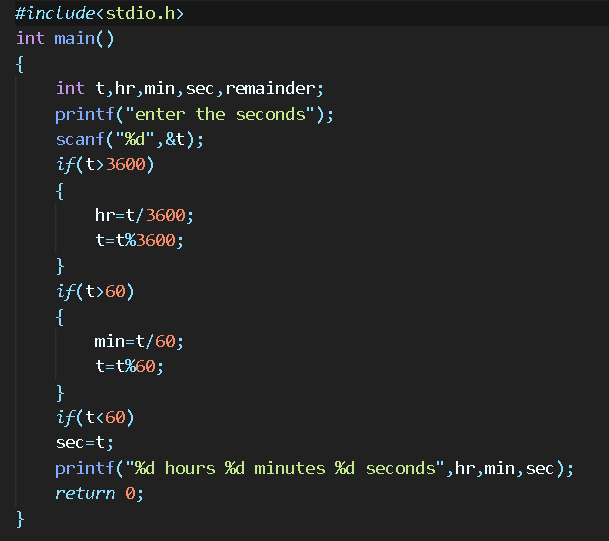 #include<stdio.h>
int main()
{
    int t,hr,min,sec,remainder;
    printf("enter the seconds");
    scanf("%d",&t);
    if(t>3600)
    {
        hr=t/3600;
        t=t%3600;
    }
    if(t>60)
    {
        min=t/60;
        t=t%60;
    }
    if(t<60)
    sec=t;
    printf("%d hours %d minutes %d seconds",hr,min,sec);
    return 0;
}